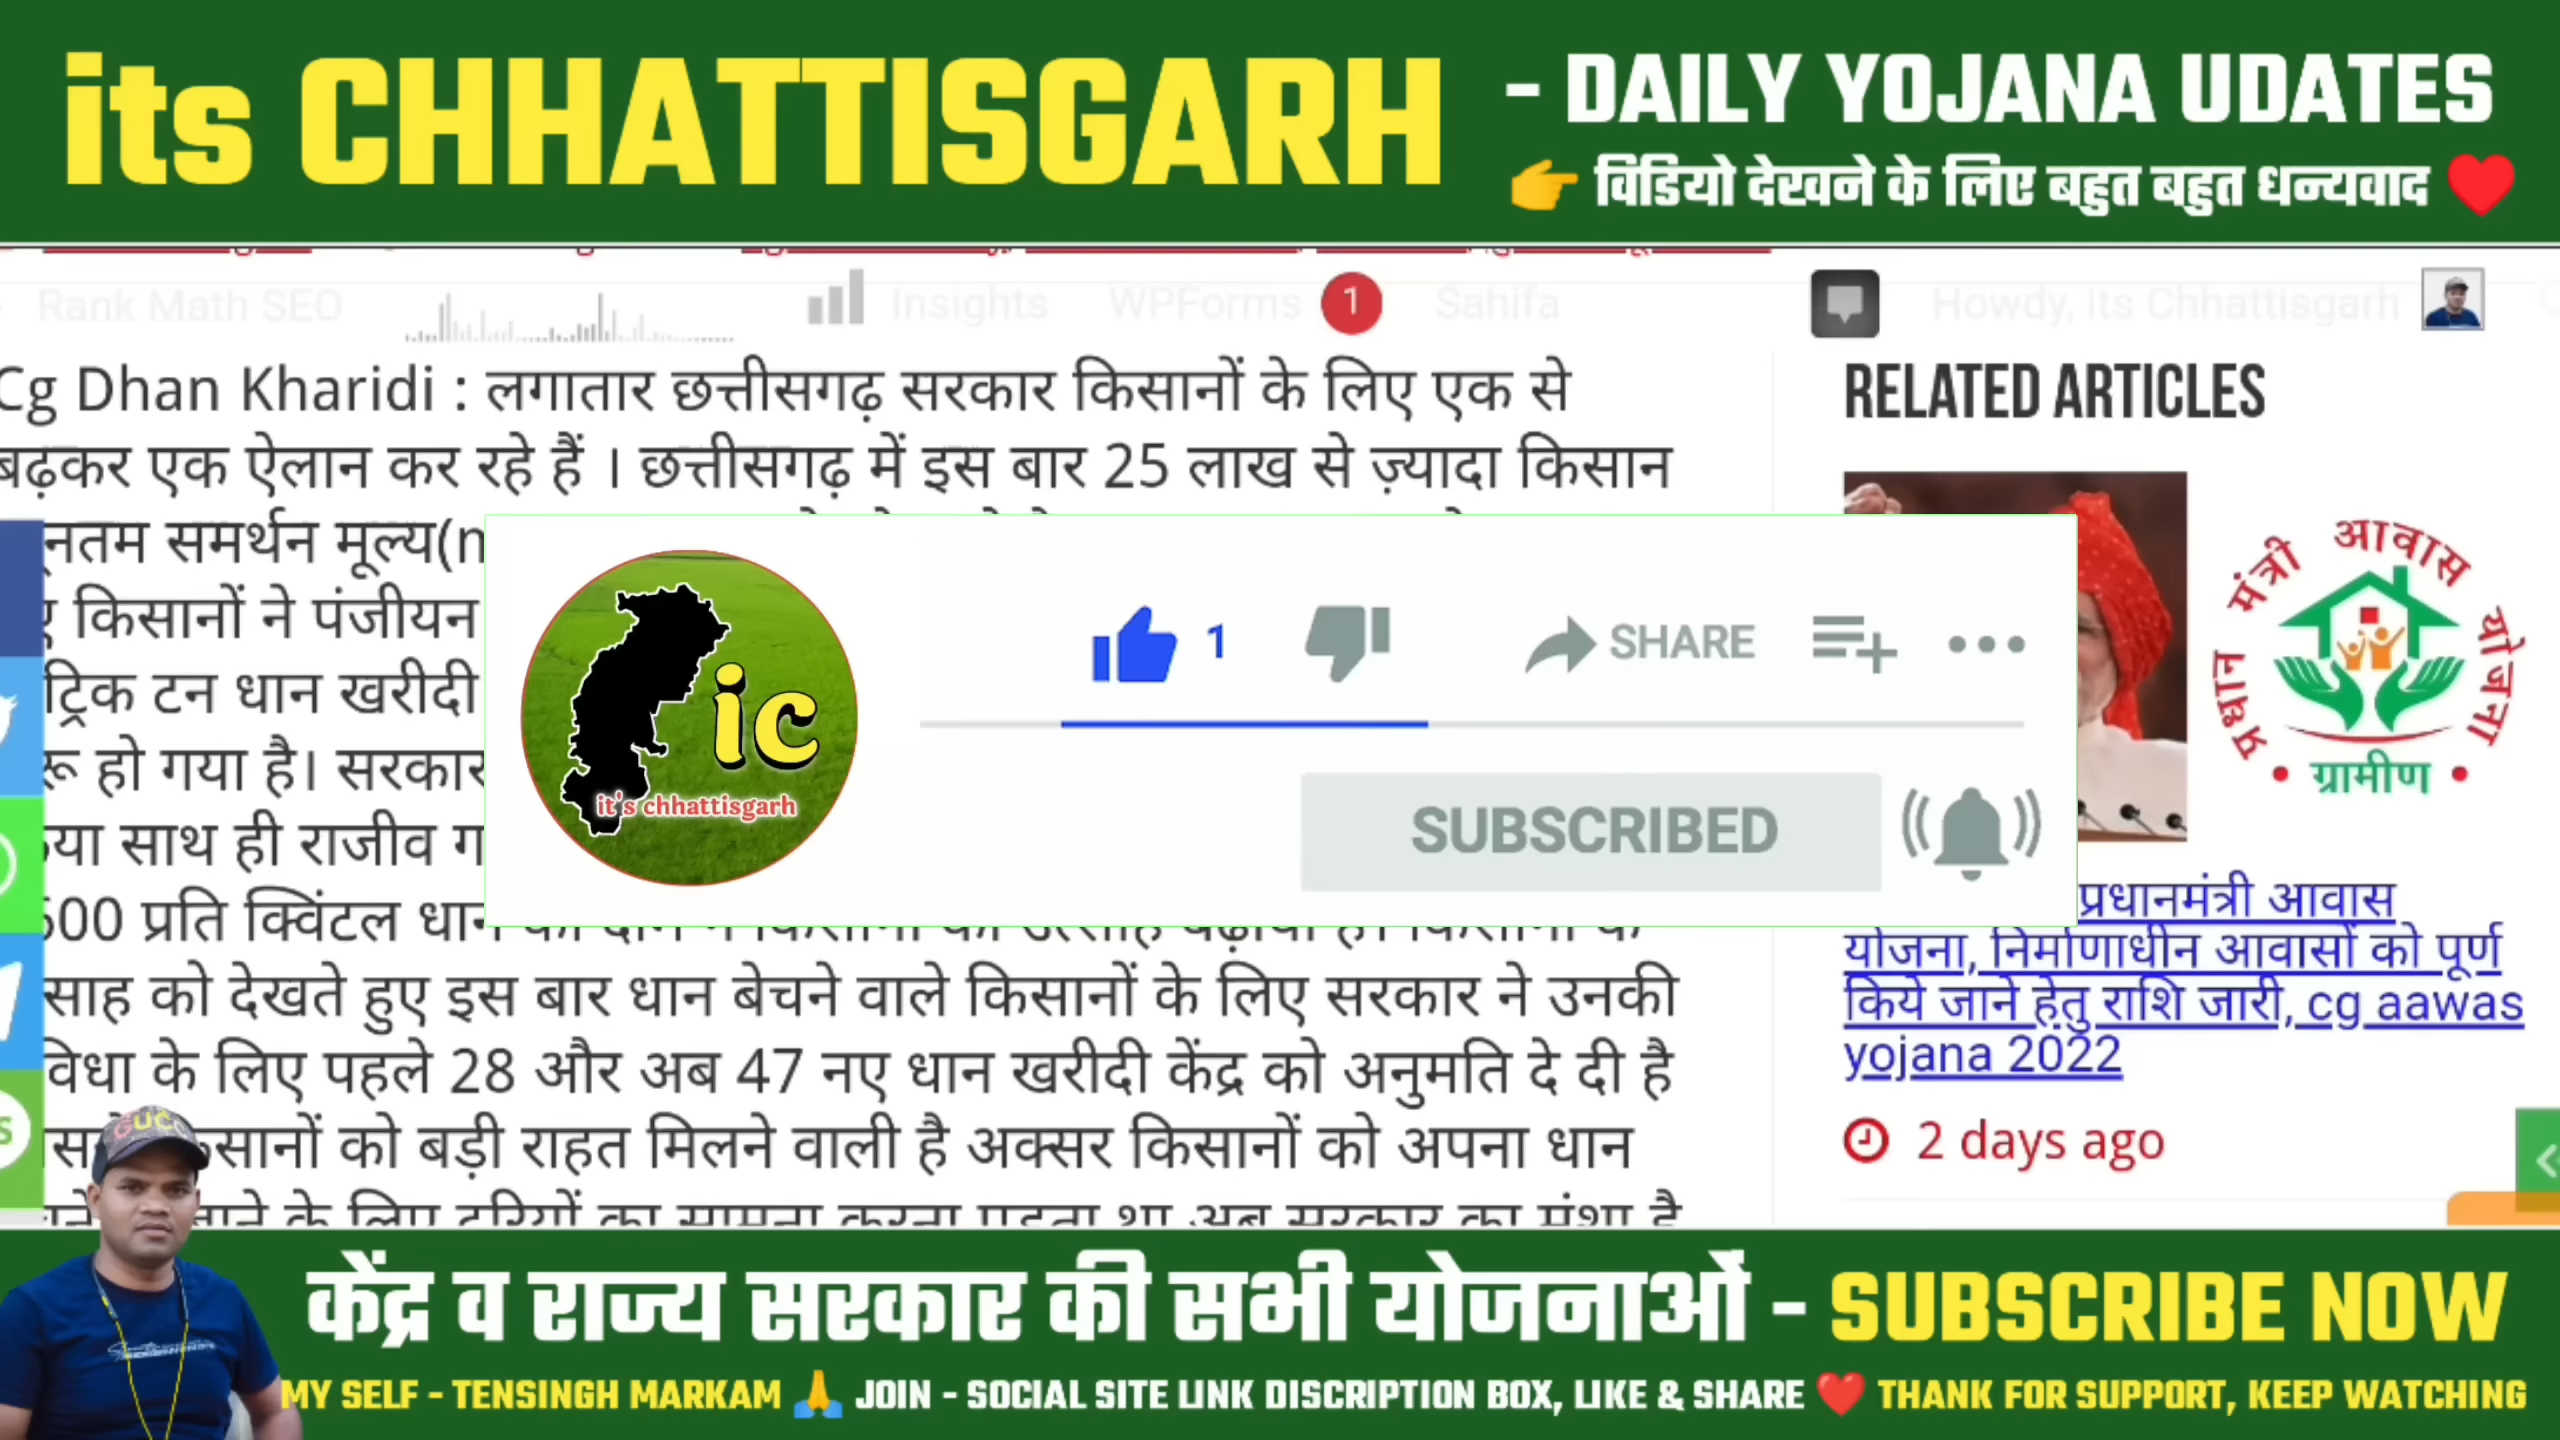 its CHHATTISGARH
- DAILY YOJANA UDATES
👉 विडियो देखने के लिए बहुत बहुत धन्यवाद ❤️
Rank Math SEO
Insights
WPForms
1
Sahifa
Howdy, its Chhattisgarh
Cg Dhan Kharidi : लगातार छत्तीसगढ़ सरकार किसानों के लिए एक से
बढ़कर एक ऐलान कर रहे हैं । छत्तीसगढ़ में इस बार 25 लाख से ज़्यादा किसान
समर्थन मूल्य(
किसानों ने पंजीयन
टन धान खरीदी
हो गया है। सरकार
साथ ही राजीव
प्रति क्विंटल
को देखते हुए इस बार धान बेचने वाले किसानों के लिए सरकार ने उनकी
के लिए पहले 28 और अब 47 नए धान खरीदी केंद्र को अनुमति दे दी है
को बड़ी राहत मिलने वाली है अक्सर किसानों को अपना धान
के लिए दूरियों का सामना करना पड़ता था अब सरकार का मंशा है
ic
it's chhattisgarh
1
SHARE
SUBSCRIBED
RELATED ARTICLES
प्रधान मंत्री आवास योजना
• ग्रामीण •
प्रधानमंत्री आवास
योजना, निर्माणाधीन आवासों को पूर्ण
किये जाने हेतु राशि जारी, cg aawas
yojana 2022
2 days ago
केंद्र व राज्य सरकार की सभी योजनाओं - SUBSCRIBE NOW
MY SELF - TENSINGH MARKAM 🙏 JOIN - SOCIAL SITE LINK DISCRIPTION BOX, LIKE & SHARE ❤️ THANK FOR SUPPORT, KEEP WATCHING